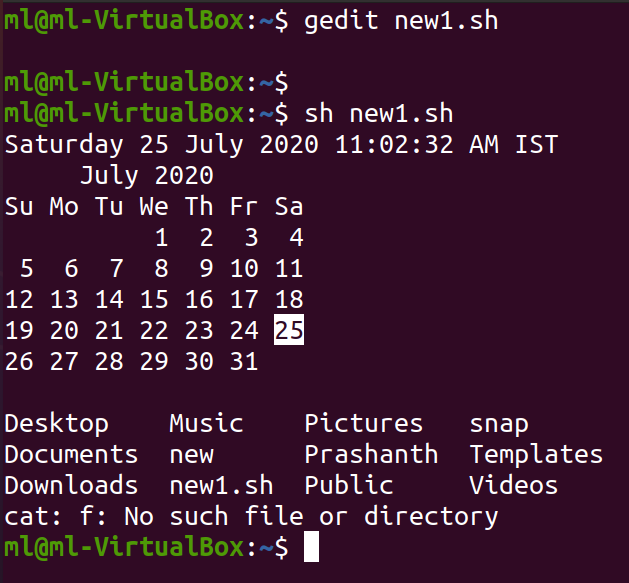 ml@ml-VirtualBox:~$ gedit new1.sh
ml@ml-VirtualBox:~$
ml@ml-VirtualBox:~$ sh new1.sh
Saturday 25 July 2020 11:02:32 AM IST
     July 2020
Su Mo Tu We Th Fr Sa
          1  2  3  4
 5  6  7  8  9 10 11
12 13 14 15 16 17 18
19 20 21 22 23 24 25
26 27 28 29 30 31
Desktop    Music     Pictures   snap
Documents  new       Prashanth  Templates
Downloads  new1.sh  Public     Videos
cat: f: No such file or directory
ml@ml-VirtualBox:~$